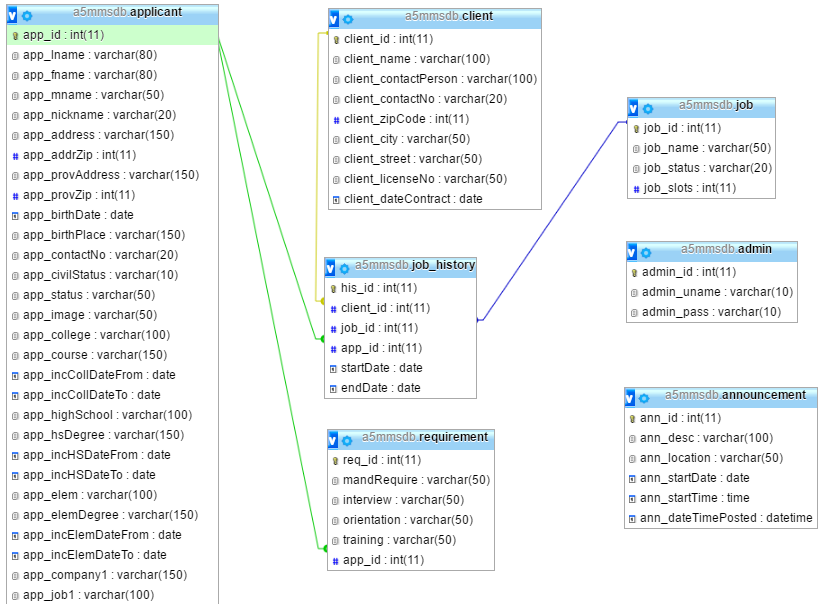 a5mmsdb.applicant
app_id : int(11)
app_lname : varchar(80)
app_fname : varchar(80)
app_mname : varchar(50)
app_nickname : varchar(20)
app_address : varchar(150)
app_addrZip : int(11)
app_provAddress : varchar(150)
app_provZip : int(11)
app_birthDate : date
app_birthPlace : varchar(150)
app_contactNo : varchar(20)
app_civilStatus : varchar(10)
app_status : varchar(50)
app_image : varchar(50)
app_college : varchar(100)
app_course : varchar(150)
app_incCollDateFrom : date
app_incCollDateTo : date
app_highSchool : varchar(100)
app_hsDegree : varchar(150)
app_incHSDateFrom : date
app_incHSDateTo : date
app_elem : varchar(100)
app_elemDegree : varchar(150)
app_incElemDateFrom : date
app_incElemDateTo : date
app_company1 : varchar(150)
app_job1 : varchar(100)
a5mmsdb.client
client_id : int(11)
client_name : varchar(100)
client_contactPerson : varchar(100)
client_contactNo : varchar(20)
client_zipCode : int(11)
client_city : varchar(50)
client_street : varchar(50)
client_licenseNo : varchar(50)
client_dateContract : date
a5mmsdb.job_history
his_id : int(11)
client_id : int(11)
job_id : int(11)
app_id : int(11)
startDate : date
endDate : date
a5mmsdb.requirement
req_id : int(11)
mandRequire : varchar(50)
interview : varchar(50)
orientation : varchar(50)
training : varchar(50)
app_id : int(11)
a5mmsdb.job
job_id : int(11)
job_name : varchar(50)
job_status : varchar(20)
job_slots : int(11)
a5mmsdb.admin
admin_id : int(11)
admin_uname : varchar(10)
admin_pass : varchar(10)
a5mmsdb.announcement
ann_id : int(11)
ann_desc : varchar(100)
ann_location : varchar(50)
ann_startDate : date
ann_startTime : time
ann_dateTimePosted : datetime